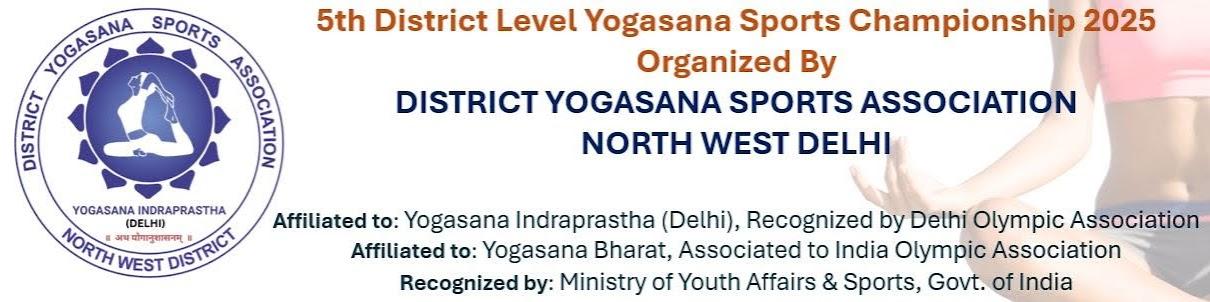 DISTRICT YOGASANA SPORTS ASSOCIATION
YOGASANA INDRAPRASTHA
(DELHI)
॥ अथ योगानुशासनम् ॥
NORTH WEST DISTRICT
5th District Level Yogasana Sports Championship 2025
Organized By
DISTRICT YOGASANA SPORTS ASSOCIATION
NORTH WEST DELHI
Affiliated to: Yogasana Indraprastha (Delhi), Recognized by Delhi Olympic Association
Affiliated to: Yogasana Bharat, Associated to India Olympic Association
Recognized by: Ministry of Youth Affairs & Sports, Govt. of India